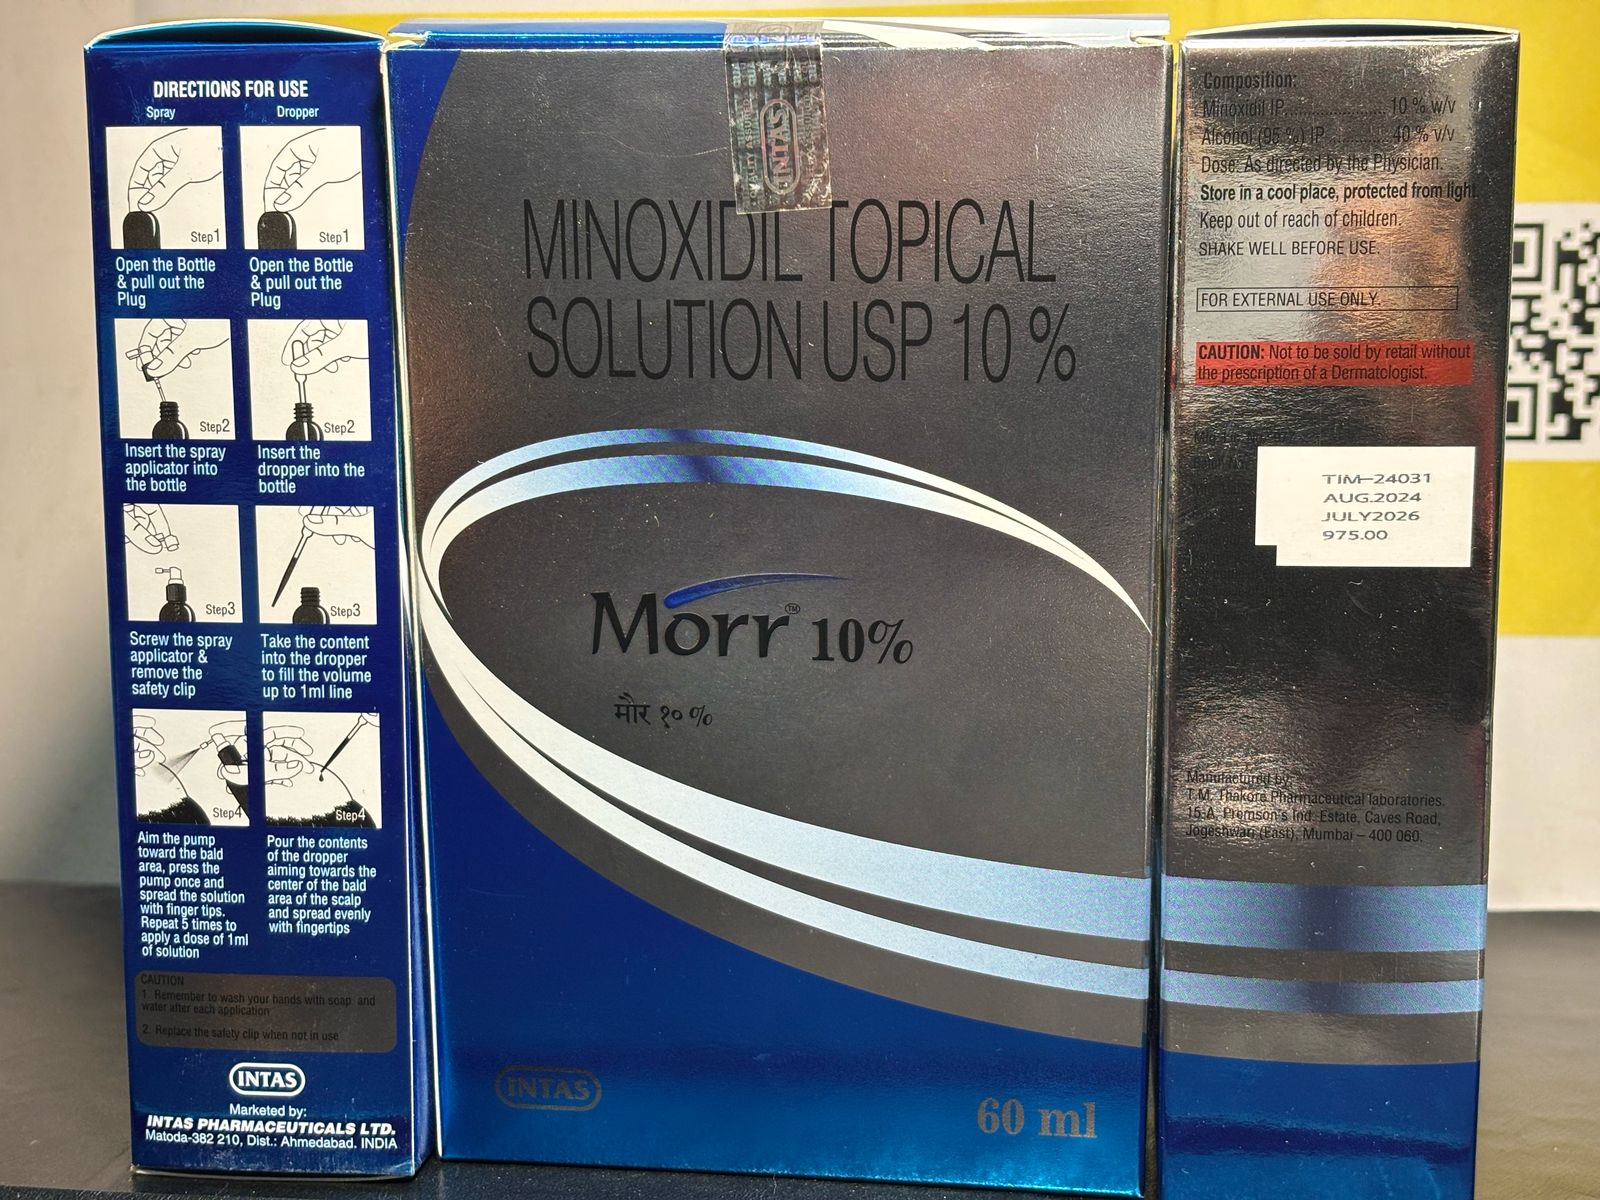 DIRECTIONS FOR USE
Spray
Dropper
Step1
Step1
Open the Bottle
& pull out the
Plug
Open the Bottle
& pull out the
Plug
Step2
Step2
Insert the spray
applicator into
the bottle
Insert the
dropper into the
bottle
Step3
Step3
Screw the spray
applicator &
remove the
safety clip
Take the content
into the dropper
to fill the volume
up to 1ml line
Step4
Step4
Aim the pump
toward the bald
area, press the
pump once and
spread the solution
with finger tips.
Repeat 5 times to
apply a dose of 1ml
of solution
Pour the contents
of the dropper
aiming towards the
center of the bald
area of the scalp
and spread evenly
with fingertips
CAUTION
1. Remember to wash your hands with soap and
water after each application
2. Replace the safety clip when not in use
INTAS
Marketed by:
INTAS PHARMACEUTICALS LTD.
Matoda-382 210, Dist.: Ahmedabad. INDIA
INTAS
MINOXIDIL TOPICAL
SOLUTION USP 10 %
Morr™ 10%
मौर १०%
INTAS
60 ml
Composition:
Minoxidil IP ..................... 10 % w/v
Alcohol (95 %) IP ............ 40 % v/v
Dose: As directed by the Physician.
Store in a cool place, protected from light
Keep out of reach of children.
SHAKE WELL BEFORE USE.
FOR EXTERNAL USE ONLY.
CAUTION: Not to be sold by retail without
the prescription of a Dermatologist.
TIM-24031
AUG.2024
JULY2026
975.00
Manufactured by:
T.M. Thakore Pharmaceutical laboratories.
15-A, Premson's Ind. Estate, Caves Road,
Jogeshwari (East), Mumbai – 400 060.